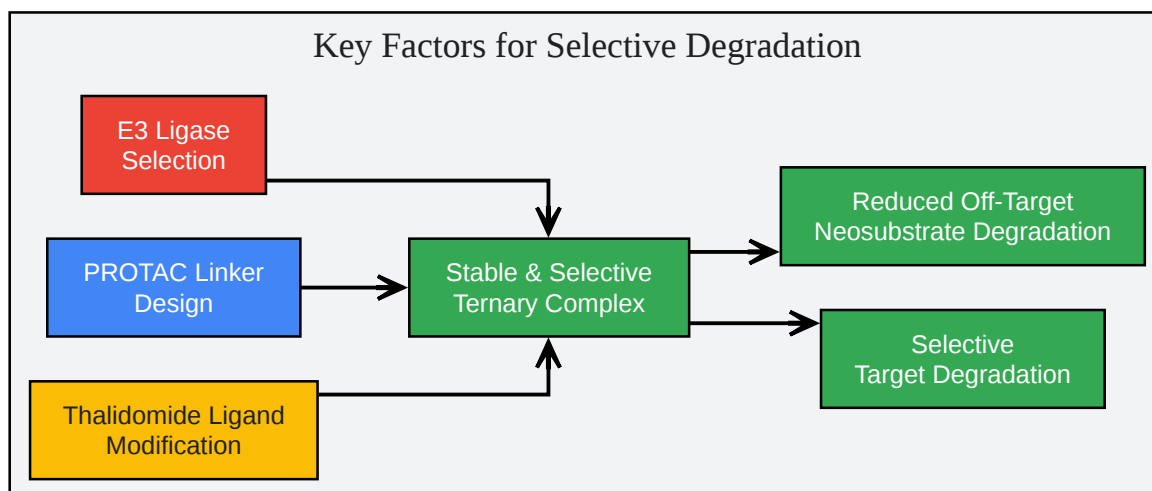 Key Factors for Selective Degradation
E3 Ligase
Selection
PROTAC Linker
Design
Thalidomide Ligand
Modification
Stable & Selective
Ternary Complex
Reduced Off-Target
Neosubstrate Degradation
Selective
Target Degradation